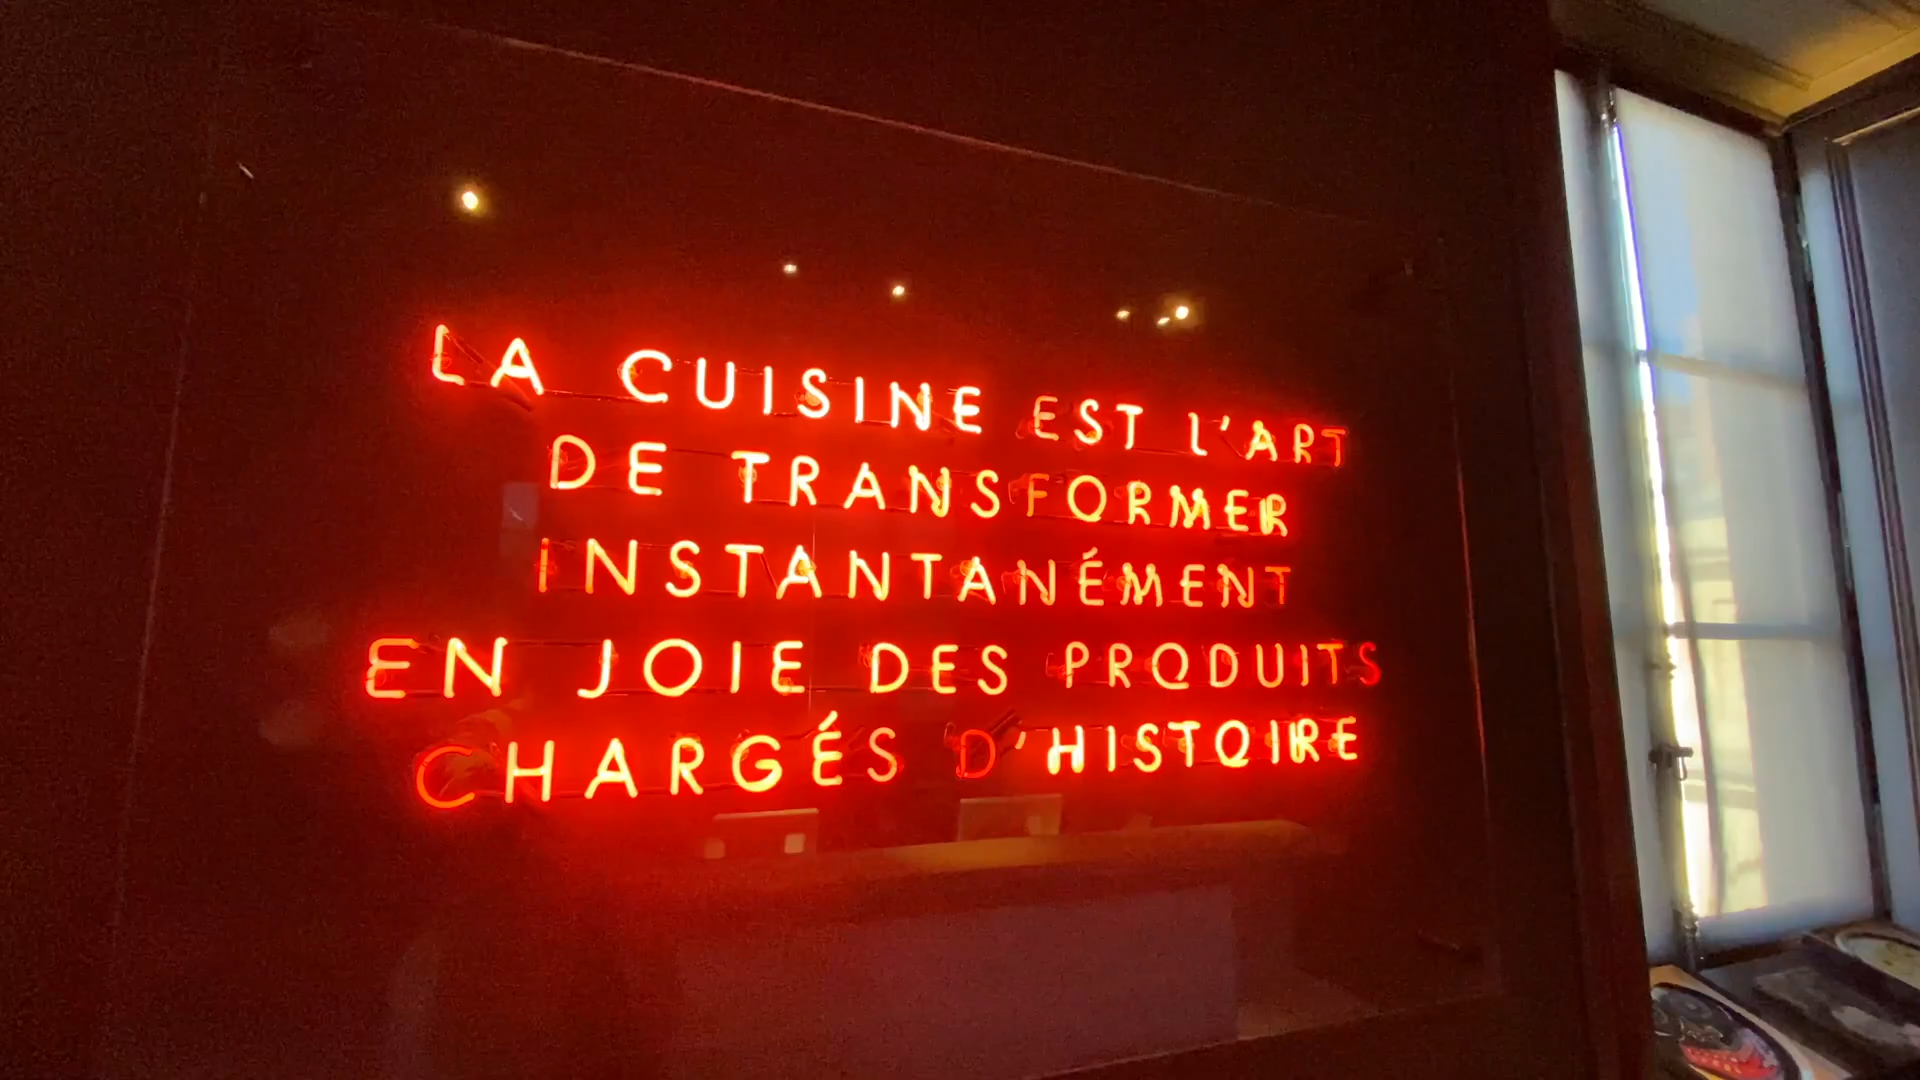 LA CUISINE EST L'ART
DE TRANSFORMER
INSTANTANÉMENT
EN JOIE DES PRODUITS
CHARGÉS D'HISTOIRE